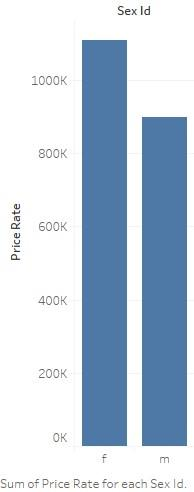 Sex Id
1000K
800K
600K
400K
200K
0K
Price Rate
f m
Sum of Price Rate for each Sex Id.